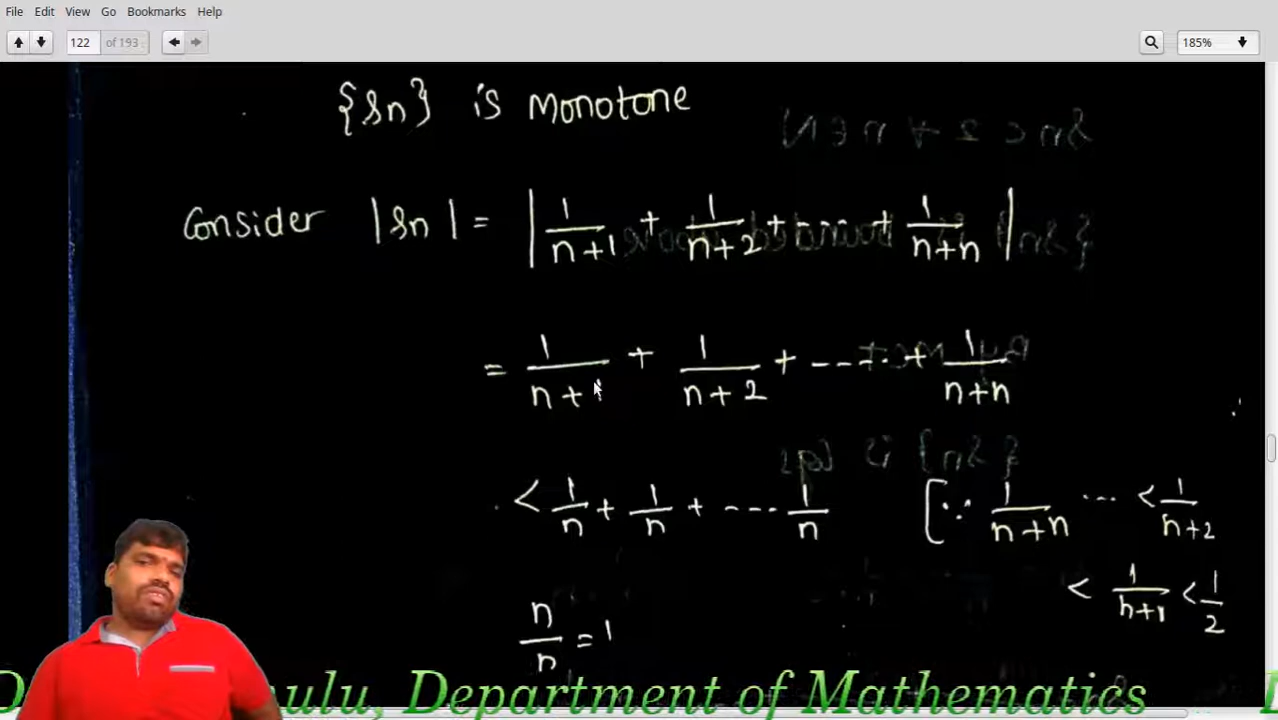 File Edit View Go Bookmarks Help
122 of 193 185%
{Sn} is Monotone
Consider |Sn| = | 1/(n+1) + 1/(n+2) + ---- + 1/(n+n) |
= 1/(n+1) + 1/(n+2) + ----- + 1/(n+n)
< 1/n + 1/n + --- 1/n [∵ 1/(n+n) ... < 1/(n+2)
< 1/(n+1) < 1/2
n/n = 1
ulu, Department of Mathematics